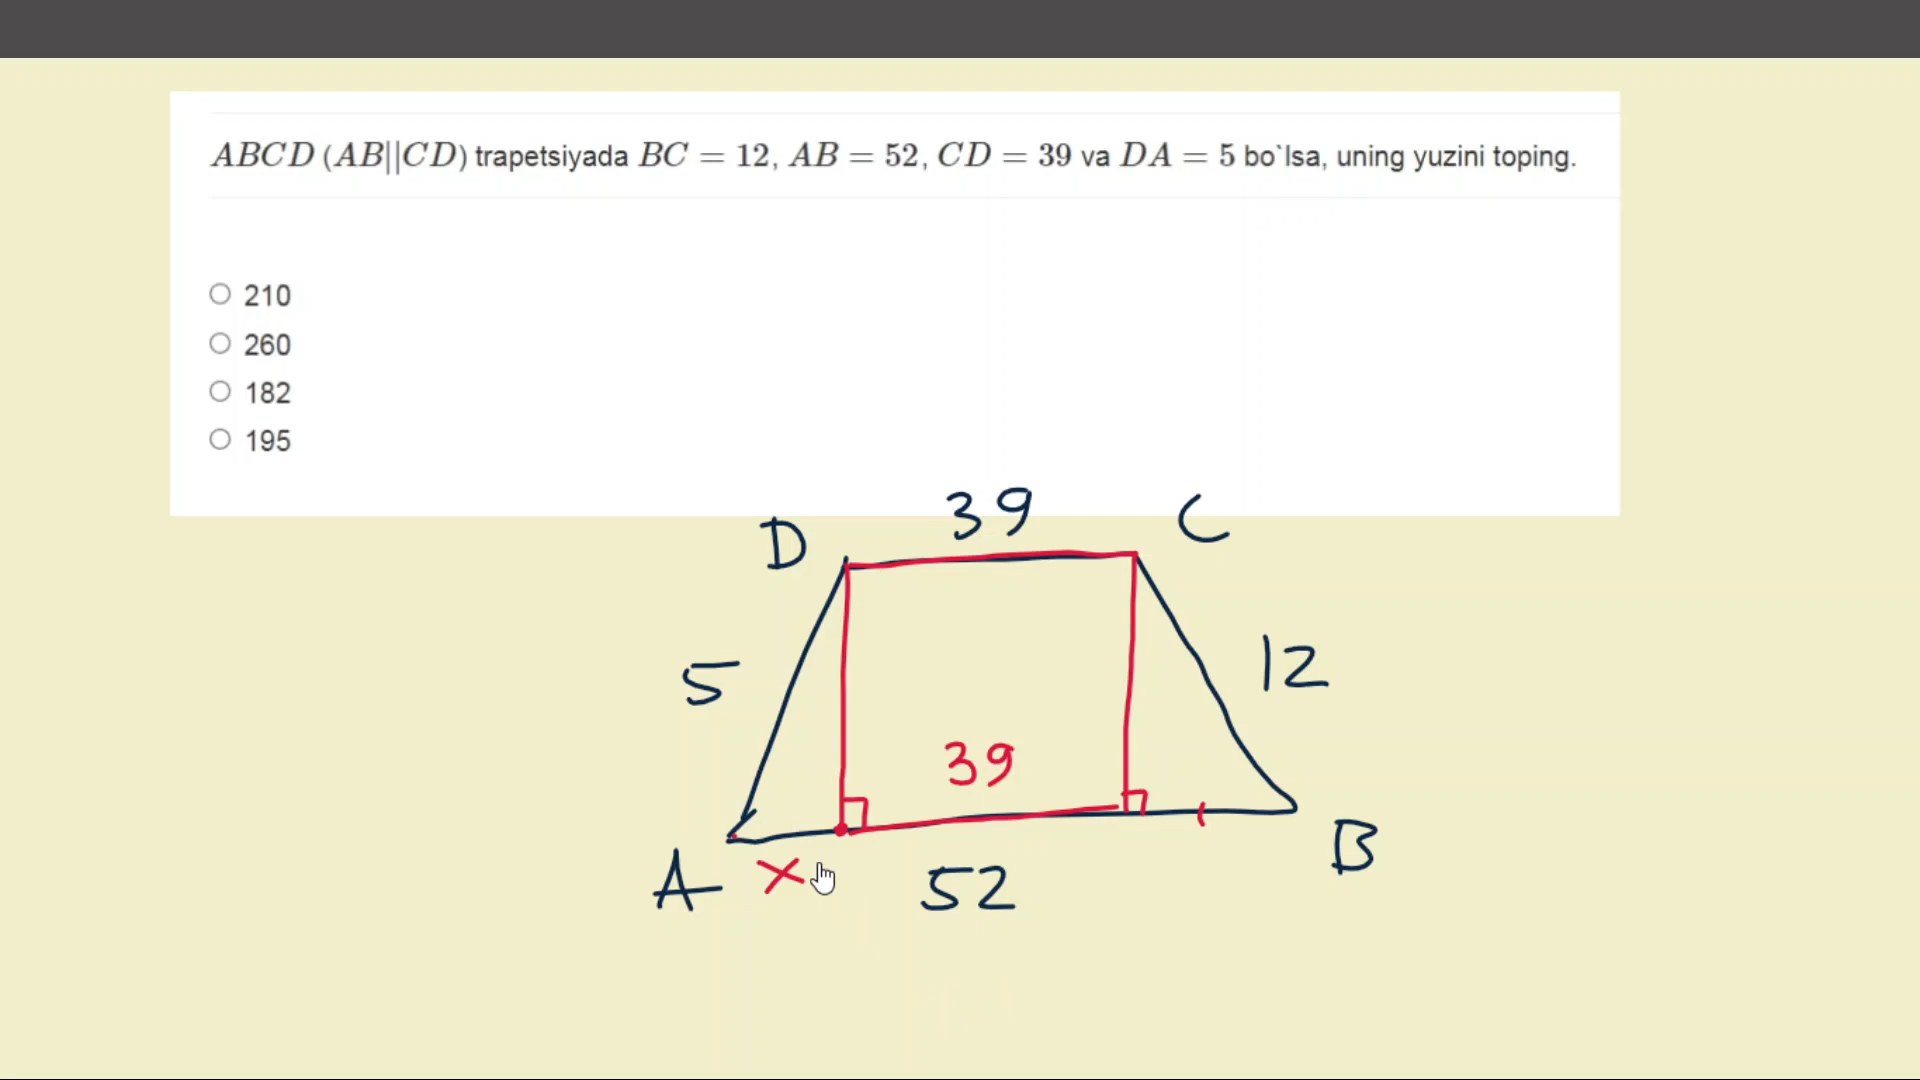 ABCD (AB||CD) trapetsiyada BC = 12, AB = 52, CD = 39 va DA = 5 bo`lsa, uning yuzini toping.
210
260
182
195
D 39 C
5 12
39
A x 52 B